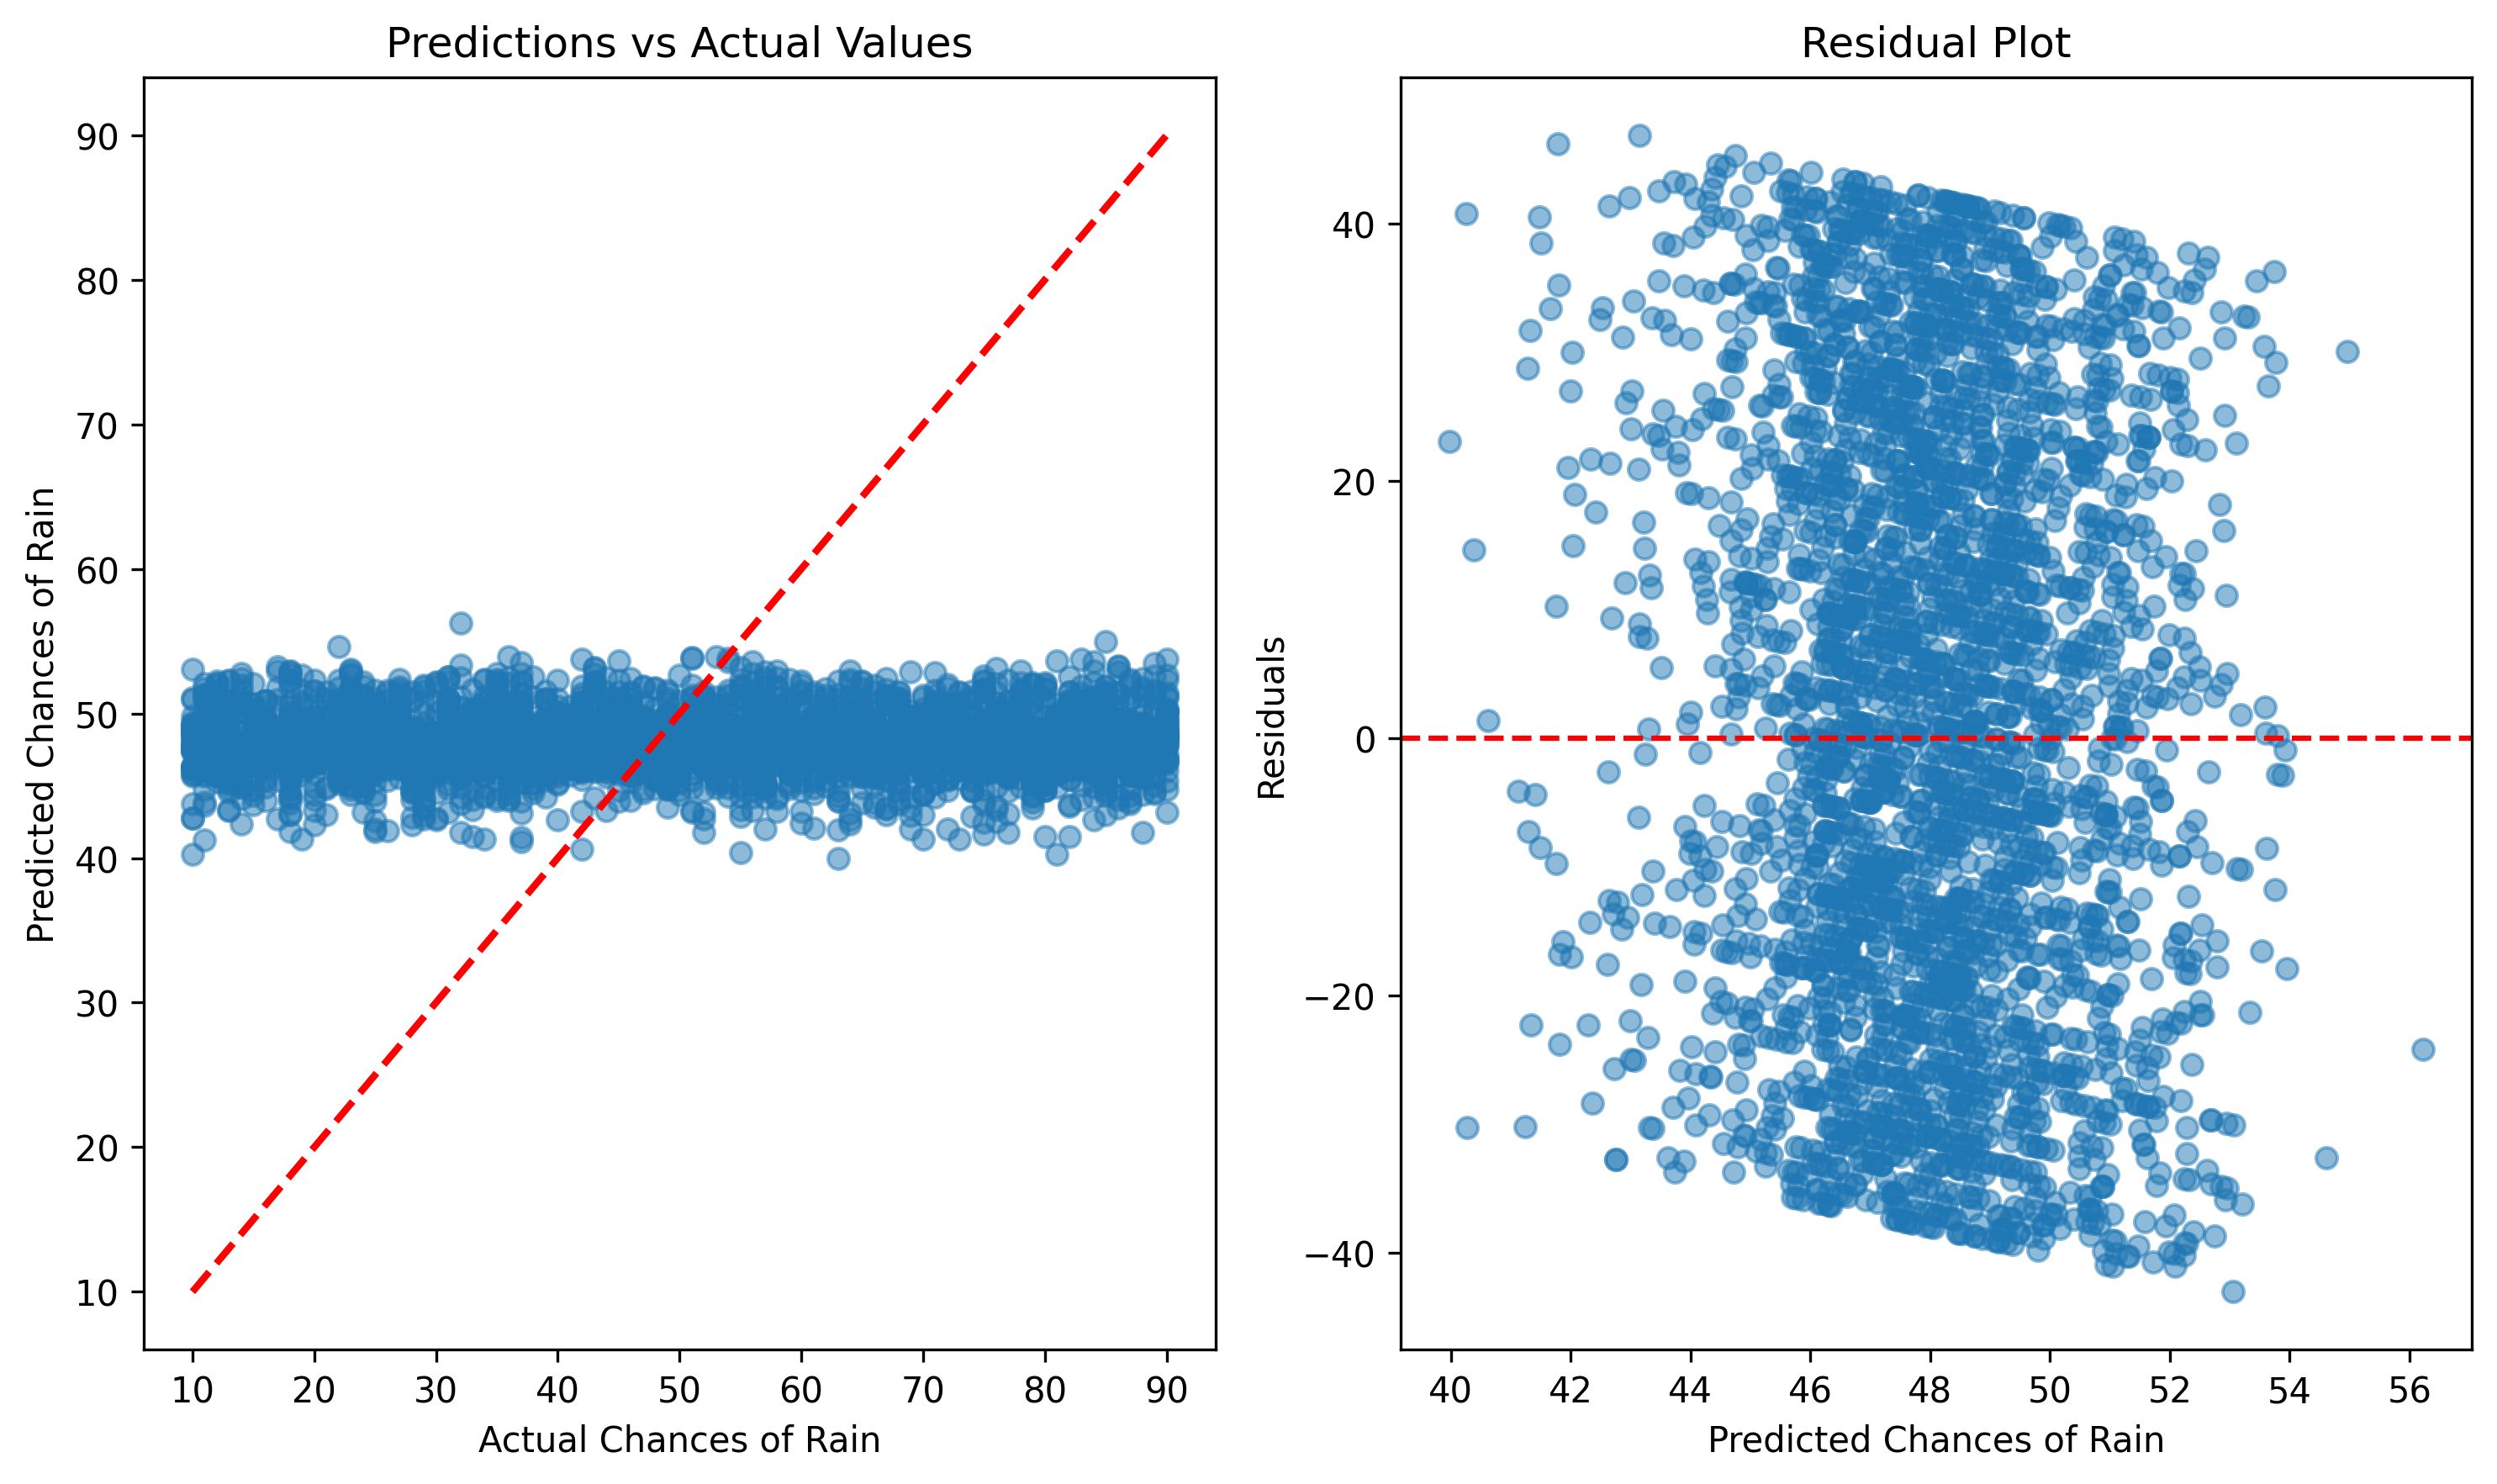 Predictions vs Actual Values
Predicted Chances of Rain
90
80
70
60
50
40
30
20
10
10 20 30 40 50 60 70 80 90
Actual Chances of Rain
Residual Plot
Residuals
40
20
0
−20
−40
40 42 44 46 48 50 52 54 56
Predicted Chances of Rain